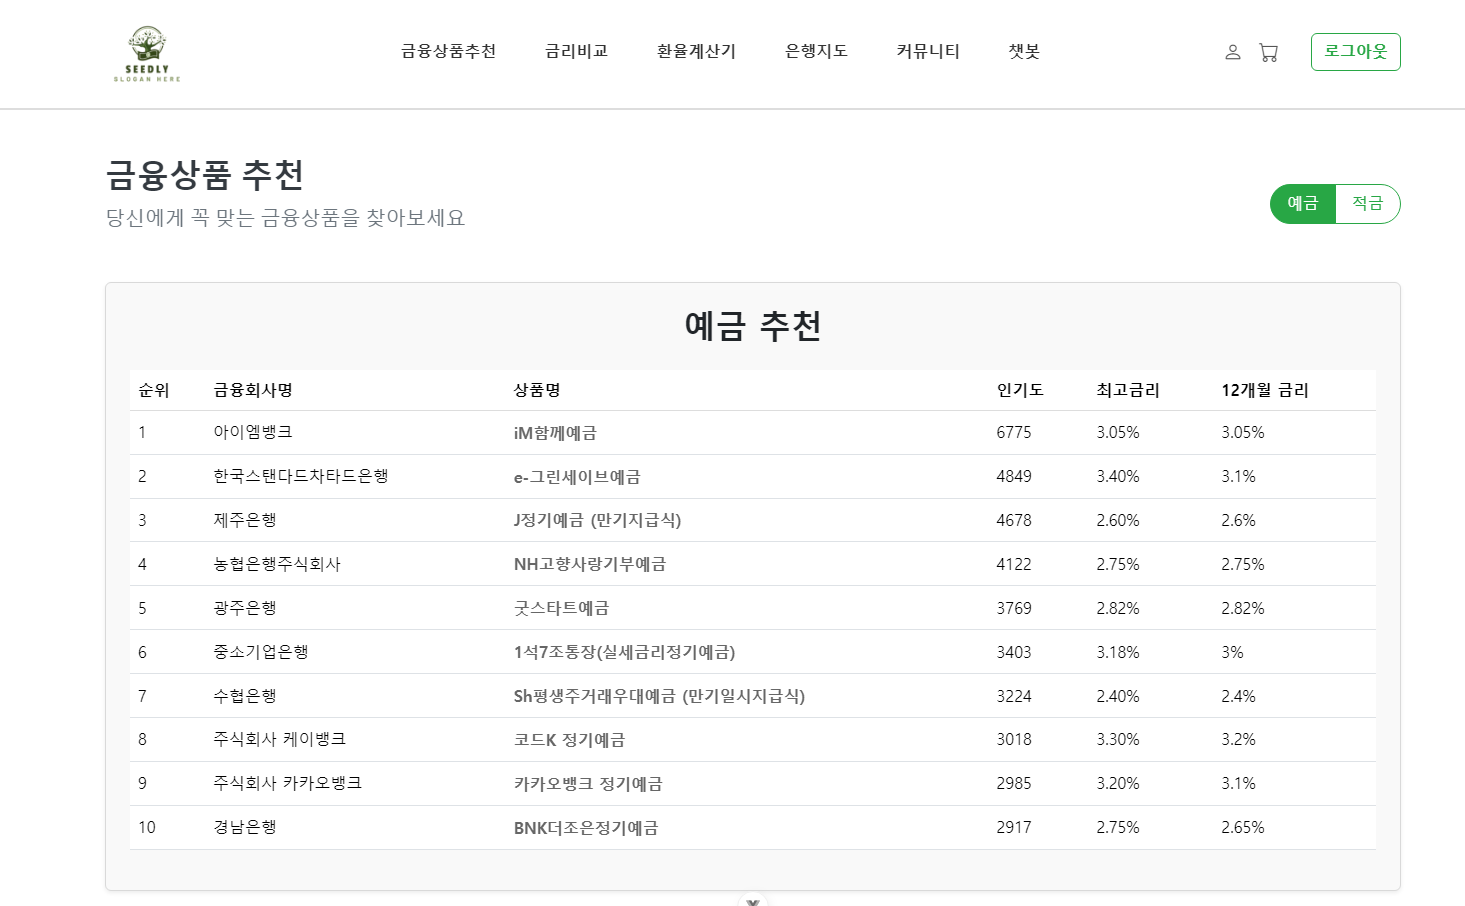 SEEDLY
SLOGAN HERE
금융상품추천 금리비교 환율계산기 은행지도 커뮤니티 챗봇 로그아웃
금융상품 추천
당신에게 꼭 맞는 금융상품을 찾아보세요
예금 적금
예금 추천
순위 금융회사명 상품명 인기도 최고금리 12개월 금리
1 아이엠뱅크 iM함께예금 6775 3.05% 3.05%
2 한국스탠다드차타드은행 e-그린세이브예금 4849 3.40% 3.1%
3 제주은행 J정기예금 (만기지급식) 4678 2.60% 2.6%
4 농협은행주식회사 NH고향사랑기부예금 4122 2.75% 2.75%
5 광주은행 굿스타트예금 3769 2.82% 2.82%
6 중소기업은행 1석7조통장(실세금리정기예금) 3403 3.18% 3%
7 수협은행 Sh평생주거래우대예금 (만기일시지급식) 3224 2.40% 2.4%
8 주식회사 케이뱅크 코드K 정기예금 3018 3.30% 3.2%
9 주식회사 카카오뱅크 카카오뱅크 정기예금 2985 3.20% 3.1%
10 경남은행 BNK더조은정기예금 2917 2.75% 2.65%